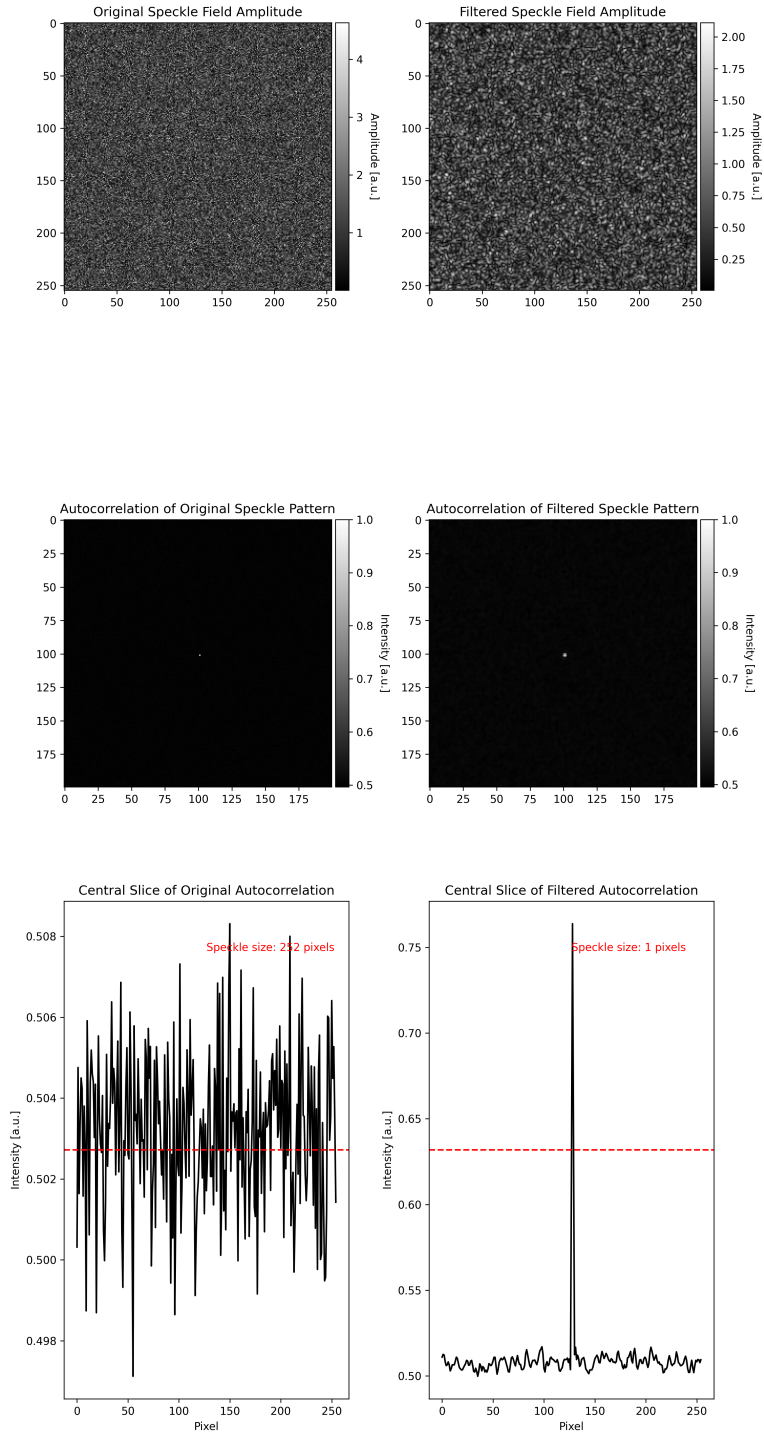 Original Speckle Field Amplitude
0
50
100
150
200
250
0 50 100 150 200 250
4
3
2
1
Amplitude [a.u.]
Filtered Speckle Field Amplitude
0
50
100
150
200
250
0 50 100 150 200 250
2.00
1.75
1.50
1.25
1.00
0.75
0.50
0.25
Amplitude [a.u.]
Autocorrelation of Original Speckle Pattern
0
25
50
75
100
125
150
175
0 25 50 75 100 125 150 175
1.0
0.9
0.8
0.7
0.6
0.5
Intensity [a.u.]
Autocorrelation of Filtered Speckle Pattern
0
25
50
75
100
125
150
175
0 25 50 75 100 125 150 175
1.0
0.9
0.8
0.7
0.6
0.5
Intensity [a.u.]
Central Slice of Original Autocorrelation
Speckle size: 252 pixels
0.508
0.506
0.504
0.502
0.500
0.498
Intensity [a.u.]
0 50 100 150 200 250
Pixel
Central Slice of Filtered Autocorrelation
Speckle size: 1 pixels
0.75
0.70
0.65
0.60
0.55
0.50
Intensity [a.u.]
0 50 100 150 200 250
Pixel